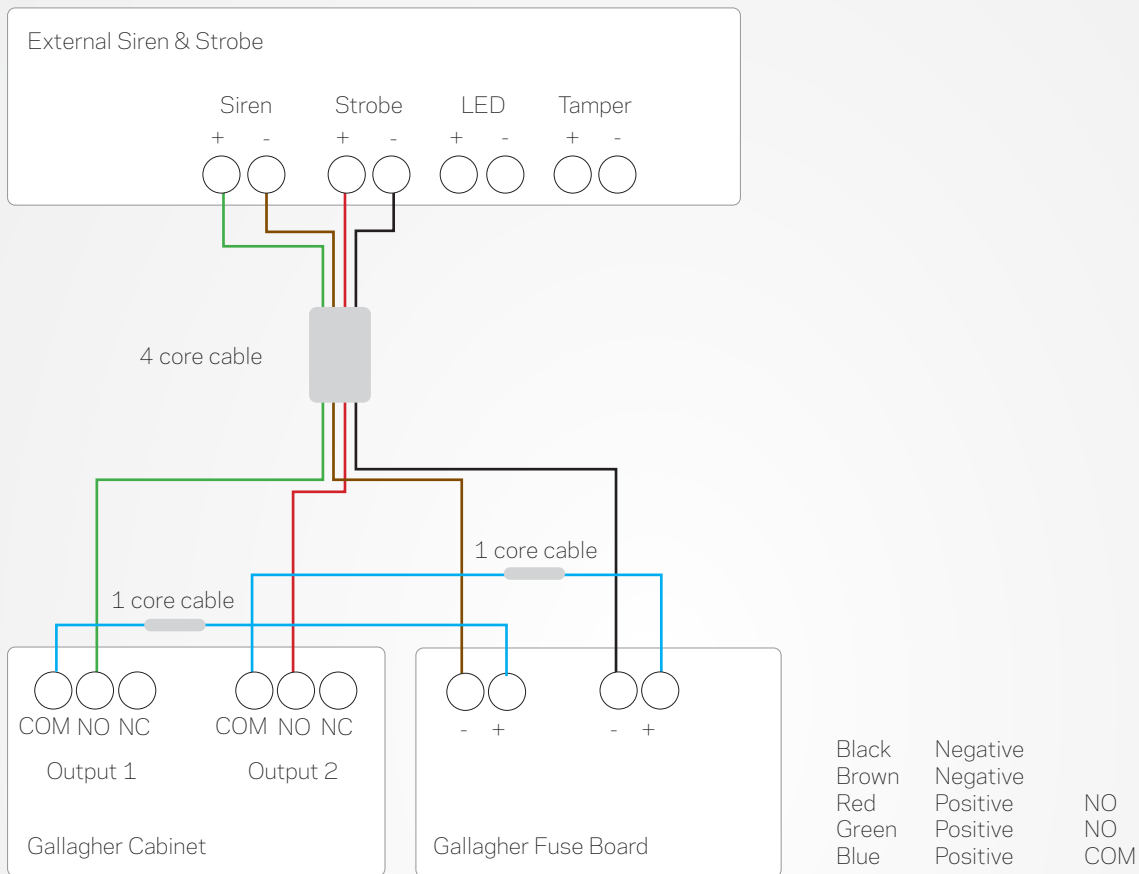 External Siren & Strobe
Siren Strobe LED Tamper
+ - + - + - + -
4 core cable
1 core cable
1 core cable
COM NO NC COM NO NC
- + - +
Output 1 Output 2
Gallagher Cabinet
Gallagher Fuse Board
Black Negative
Brown Negative
Red Positive NO
Green Positive NO
Blue Positive COM